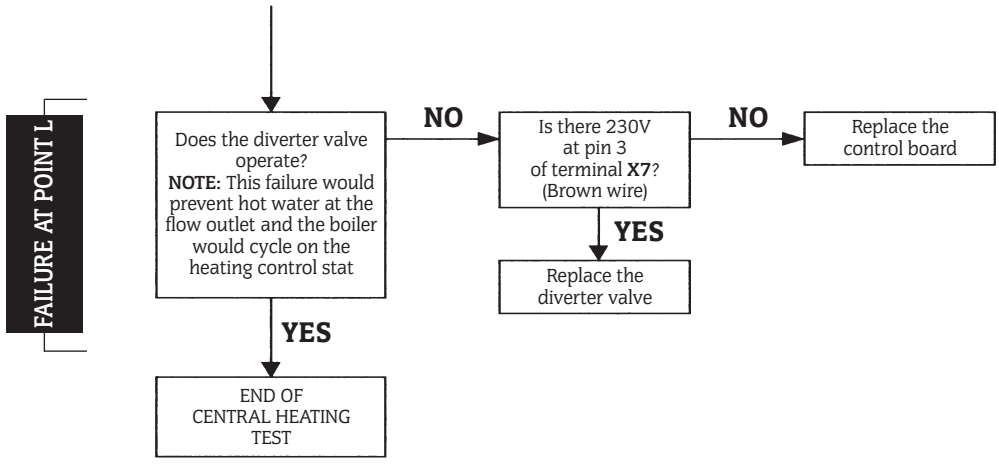 FAILURE AT POINT L
Does the diverter valve
operate?
NOTE: This failure would
prevent hot water at the
flow outlet and the boiler
would cycle on the
heating control stat
NO
Is there 230V
at pin 3
of terminal X7?
(Brown wire)
NO
Replace the
control board
YES
Replace the
diverter valve
YES
END OF
CENTRAL HEATING
TEST